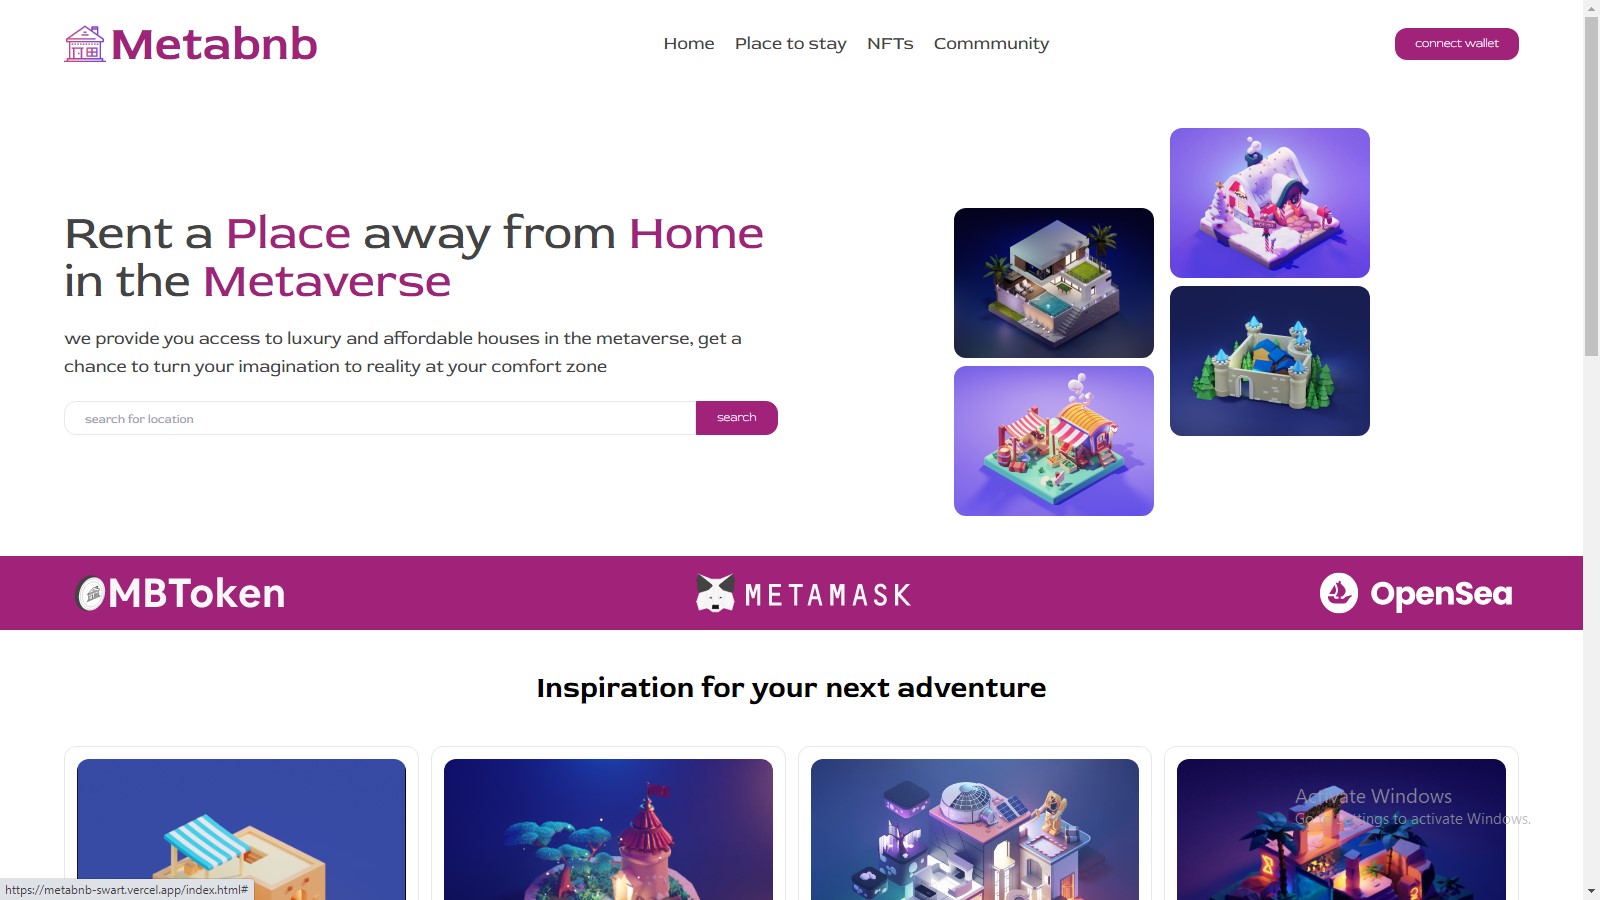 Metabnb
Home Place to stay NFTs Commmunity
connect wallet
Rent a Place away from Home
in the Metaverse
we provide you access to luxury and affordable houses in the metaverse, get a
chance to turn your imagination to reality at your comfort zone
search for location
search
MBToken
METAMASK
OpenSea
Inspiration for your next adventure
Activate Windows
Go to Settings to activate Windows.
https://metabnb-swart.vercel.app/index.html#